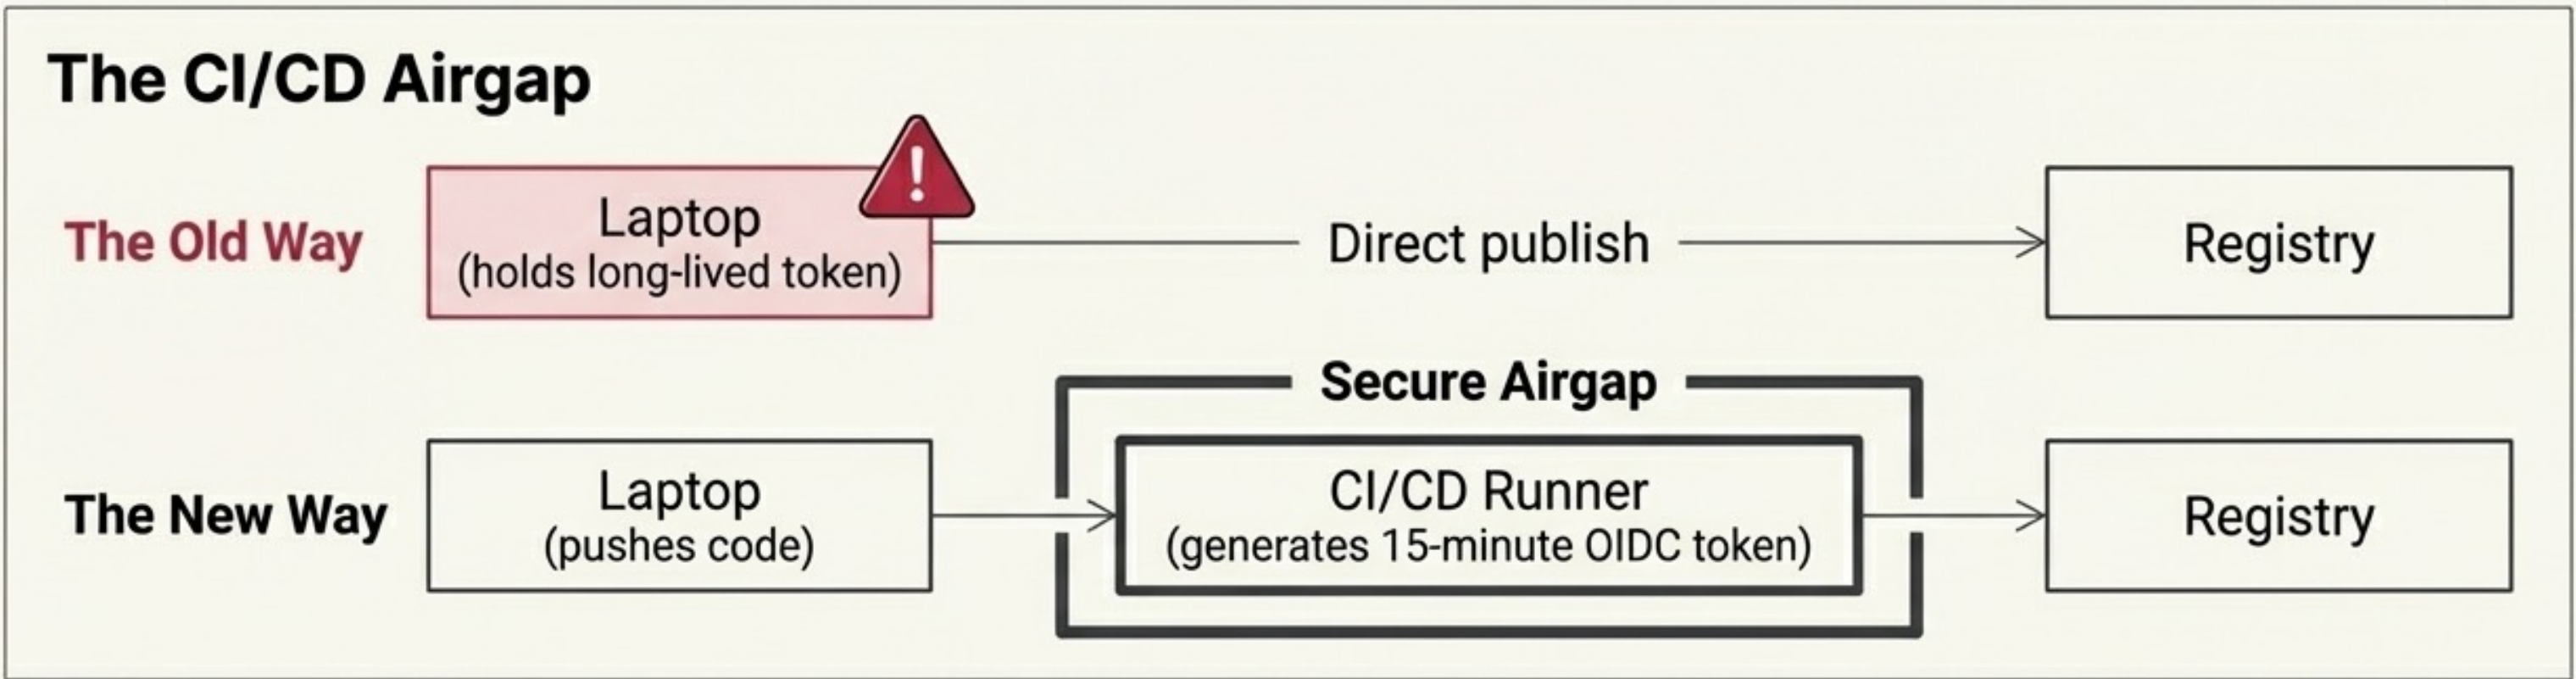 The CI/CD Airgap
The Old Way
Laptop
(holds long-lived token)
!
Direct publish
Registry
Secure Airgap
The New Way
Laptop
(pushes code)
CI/CD Runner
(generates 15-minute OIDC token)
Registry